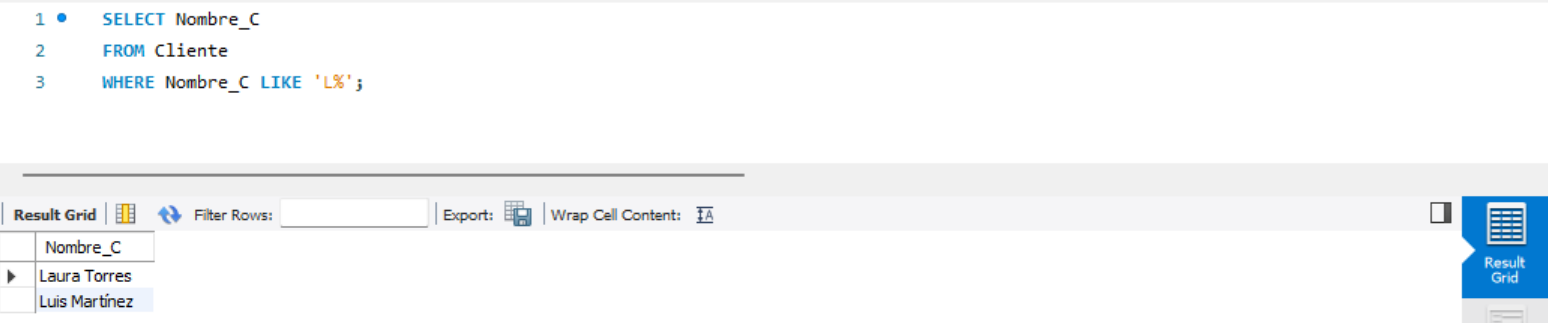 1 SELECT Nombre_C
2 FROM Cliente
3 WHERE Nombre_C LIKE 'L%';
Result Grid Filter Rows: Export: Wrap Cell Content: IA
Nombre_C
Laura Torres
Luis Martínez
Result
Grid